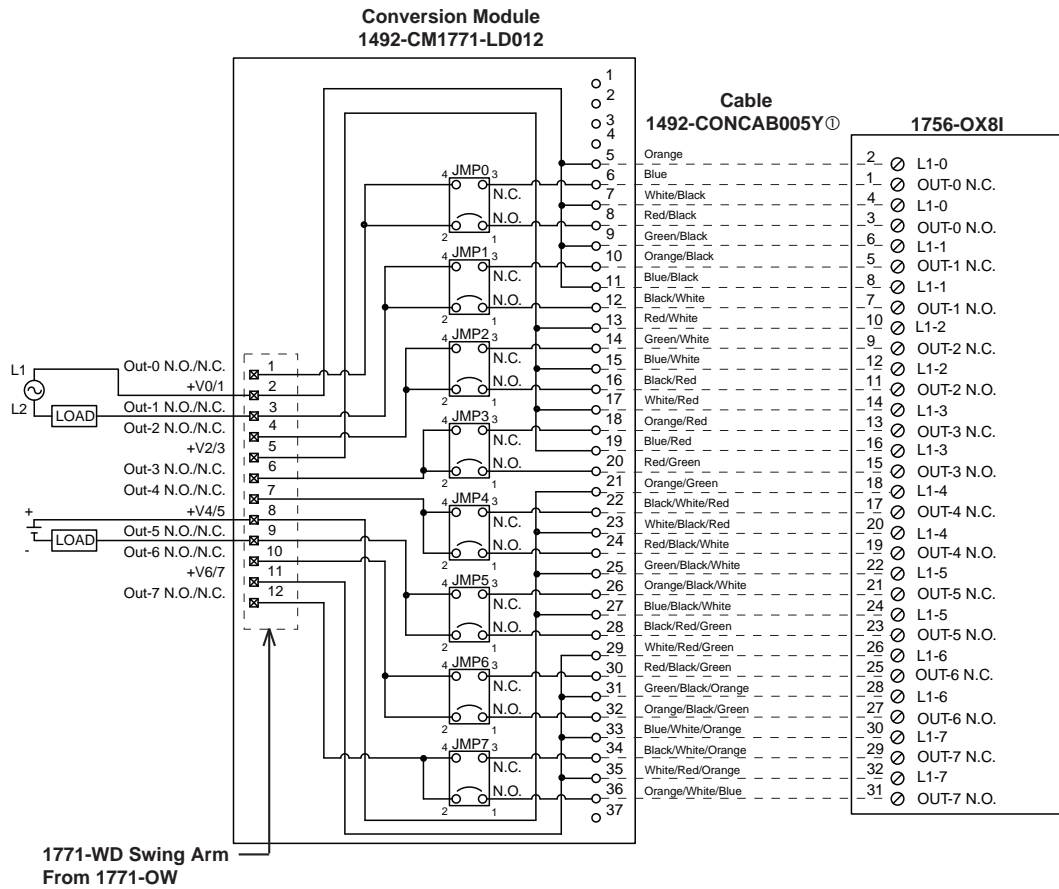 Conversion Module
1492-CM1771-LD012
Cable
1492-CONCAB005Y①
1756-OX8I
1
2
3
4
5 Orange 2 L1-0
6 Blue 1 OUT-0 N.C.
7 White/Black 4 L1-0
8 Red/Black 3 OUT-0 N.O.
9 Green/Black 6 L1-1
10 Orange/Black 5 OUT-1 N.C.
11 Blue/Black 8 L1-1
12 Black/White 7 OUT-1 N.O.
13 Red/White 10 L1-2
14 Green/White 9 OUT-2 N.C.
15 Blue/White 12 L1-2
16 Black/Red 11 OUT-2 N.O.
17 White/Red 14 L1-3
18 Orange/Red 13 OUT-3 N.C.
19 Blue/Red 16 L1-3
20 Red/Green 15 OUT-3 N.O.
21 Orange/Green 18 L1-4
22 Black/White/Red 17 OUT-4 N.C.
23 White/Black/Red 20 L1-4
24 Red/Black/White 19 OUT-4 N.O.
25 Green/Black/White 22 L1-5
26 Orange/Black/White 21 OUT-5 N.C.
27 Blue/Black/White 24 L1-5
28 Black/Red/Green 23 OUT-5 N.O.
29 White/Red/Green 26 L1-6
30 Red/Black/Green 25 OUT-6 N.C.
31 Green/Black/Orange 28 L1-6
32 Orange/Black/Green 27 OUT-6 N.O.
33 Blue/White/Orange 30 L1-7
34 Black/White/Orange 29 OUT-7 N.C.
35 White/Red/Orange 32 L1-7
36 Orange/White/Blue 31 OUT-7 N.O.
37
4 JMP0 3
N.C.
N.O.
2 1
4 JMP1 3
N.C.
N.O.
2 1
4 JMP2 3
N.C.
N.O.
2 1
4 JMP3 3
N.C.
N.O.
2 1
4 JMP4 3
N.C.
N.O.
2 1
4 JMP5 3
N.C.
N.O.
2 1
4 JMP6 3
N.C.
N.O.
2 1
4 JMP7 3
N.C.
N.O.
2 1
Out-0 N.O./N.C. 1
+V0/1 2
Out-1 N.O./N.C. 3
Out-2 N.O./N.C. 4
+V2/3 5
Out-3 N.O./N.C. 6
Out-4 N.O./N.C. 7
+V4/5 8
Out-5 N.O./N.C. 9
Out-6 N.O./N.C. 10
+V6/7 11
Out-7 N.O./N.C. 12
L1
L2
LOAD
+
-
LOAD
1771-WD Swing Arm
From 1771-OW